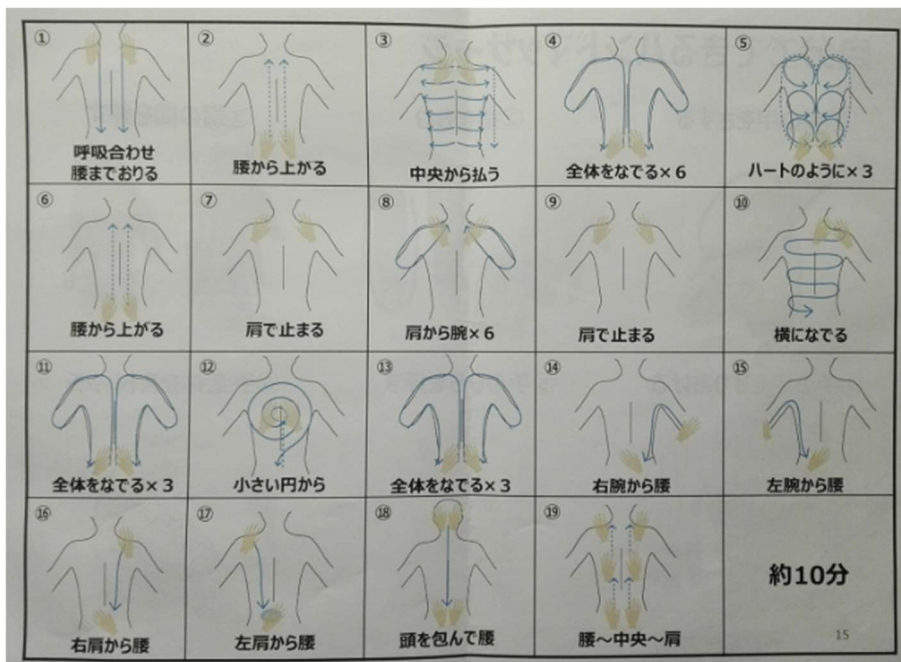 ①
呼吸合わせ
腰までおりる
②
腰から上がる
③
中央から払う
④
全体をなでる×6
⑤
ハートのように×3
⑥
腰から上がる
⑦
肩で止まる
⑧
肩から腕×6
⑨
肩で止まる
⑩
横になでる
⑪
全体をなでる×3
⑫
小さい円から
⑬
全体をなでる×3
⑭
右腕から腰
⑮
左腕から腰
⑯
右肩から腰
⑰
左肩から腰
⑱
頭を包んで腰
⑲
腰～中央～肩
約10分
15